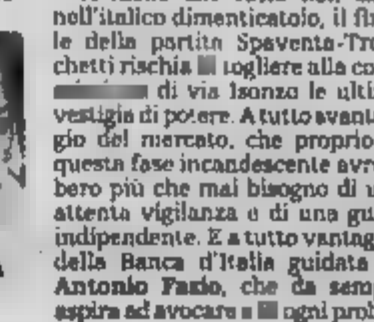 nell'italico dimenticatoio, il fi
le della partita Spaventa-Tre
chetti rischia togliere alla co
di via Isonzo le ulti
vestigia di potere. A tutto svant
gio del mercato, che proprio
questa fase incandescente avr
bero più che mai bisogno di u
attenta vigilanza e di una gu
indipendente. E a tutto vantag
della Banca d'Italia guidata
Antonio Fazio, che da sem
aspira ad avocare a ogni prob